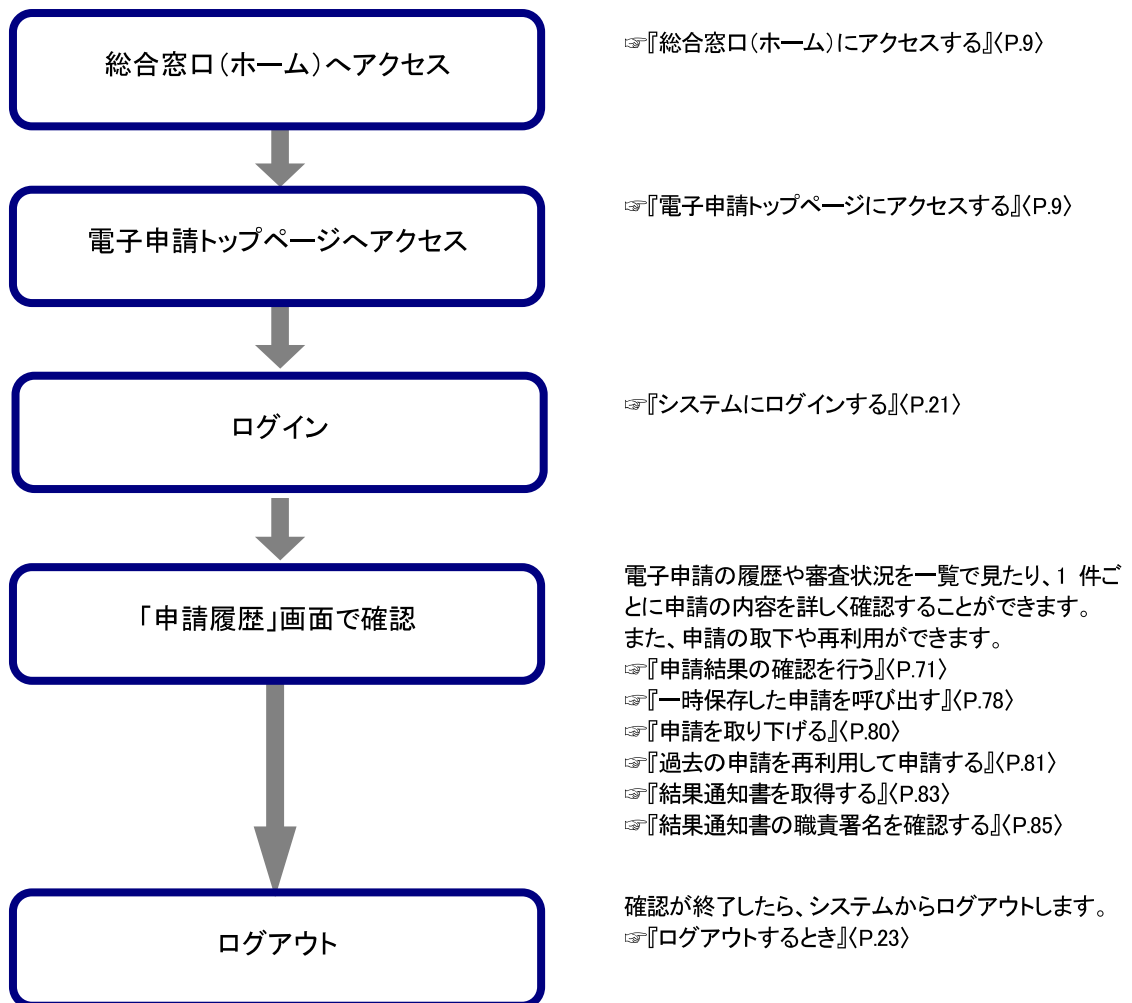 総合窓口（ホーム）へアクセス
☞『総合窓口（ホーム）にアクセスする』〈P.9〉
電子申請トップページへアクセス
☞『電子申請トップページにアクセスする』〈P.9〉
ログイン
☞『システムにログインする』〈P.21〉
「申請履歴」画面で確認
電子申請の履歴や審査状況を一覧で見たり、1 件ご
とに申請の内容を詳しく確認することができます。
また、申請の取下や再利用ができます。
☞『申請結果の確認を行う』〈P.71〉
☞『一時保存した申請を呼び出す』〈P.78〉
☞『申請を取り下げる』〈P.80〉
☞『過去の申請を再利用して申請する』〈P.81〉
☞『結果通知書を取得する』〈P.83〉
☞『結果通知書の職責署名を確認する』〈P.85〉
ログアウト
確認が終了したら、システムからログアウトします。
☞『ログアウトするとき』〈P.23〉